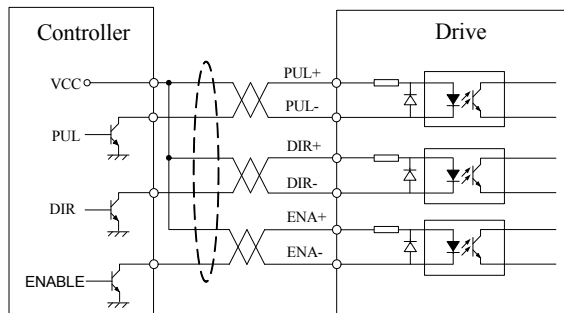 Controller
Drive
VCC
PUL+
PUL
PUL-
DIR+
DIR
DIR-
ENA+
ENABLE
ENA-